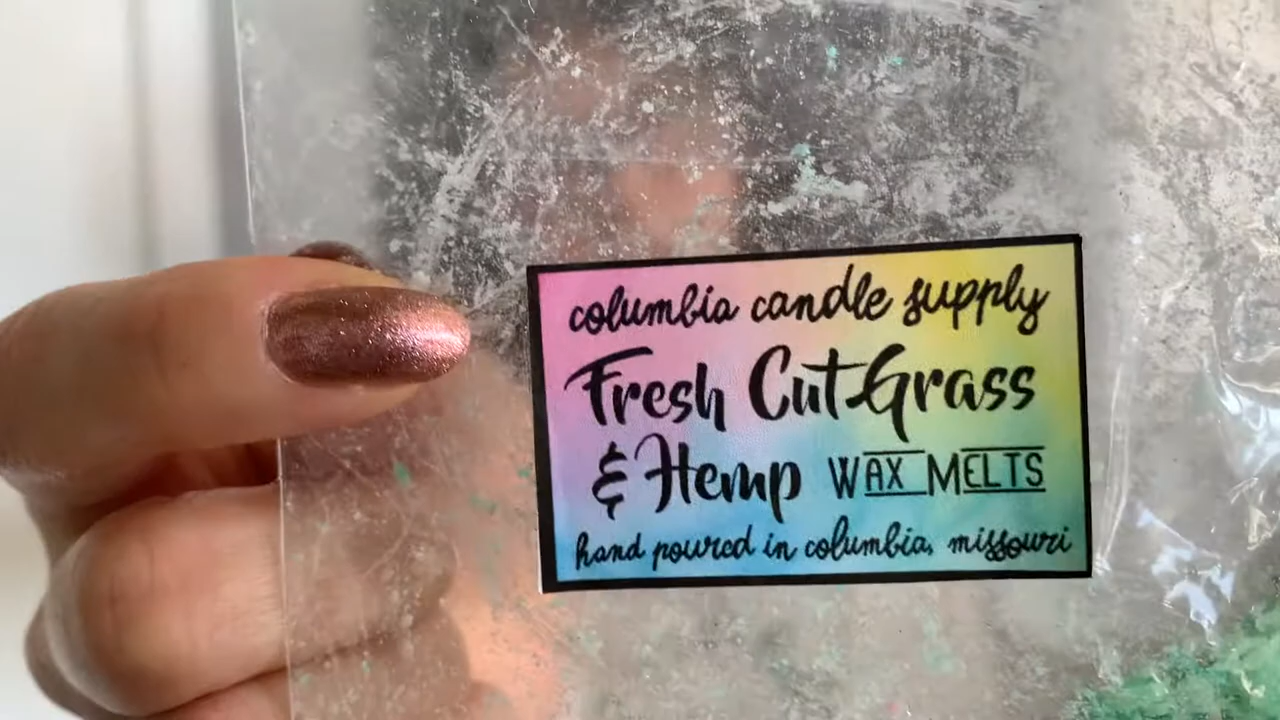 columbia candle supply
Fresh Cut Grass
& Hemp WAX MELTS
hand poured in columbia, missouri